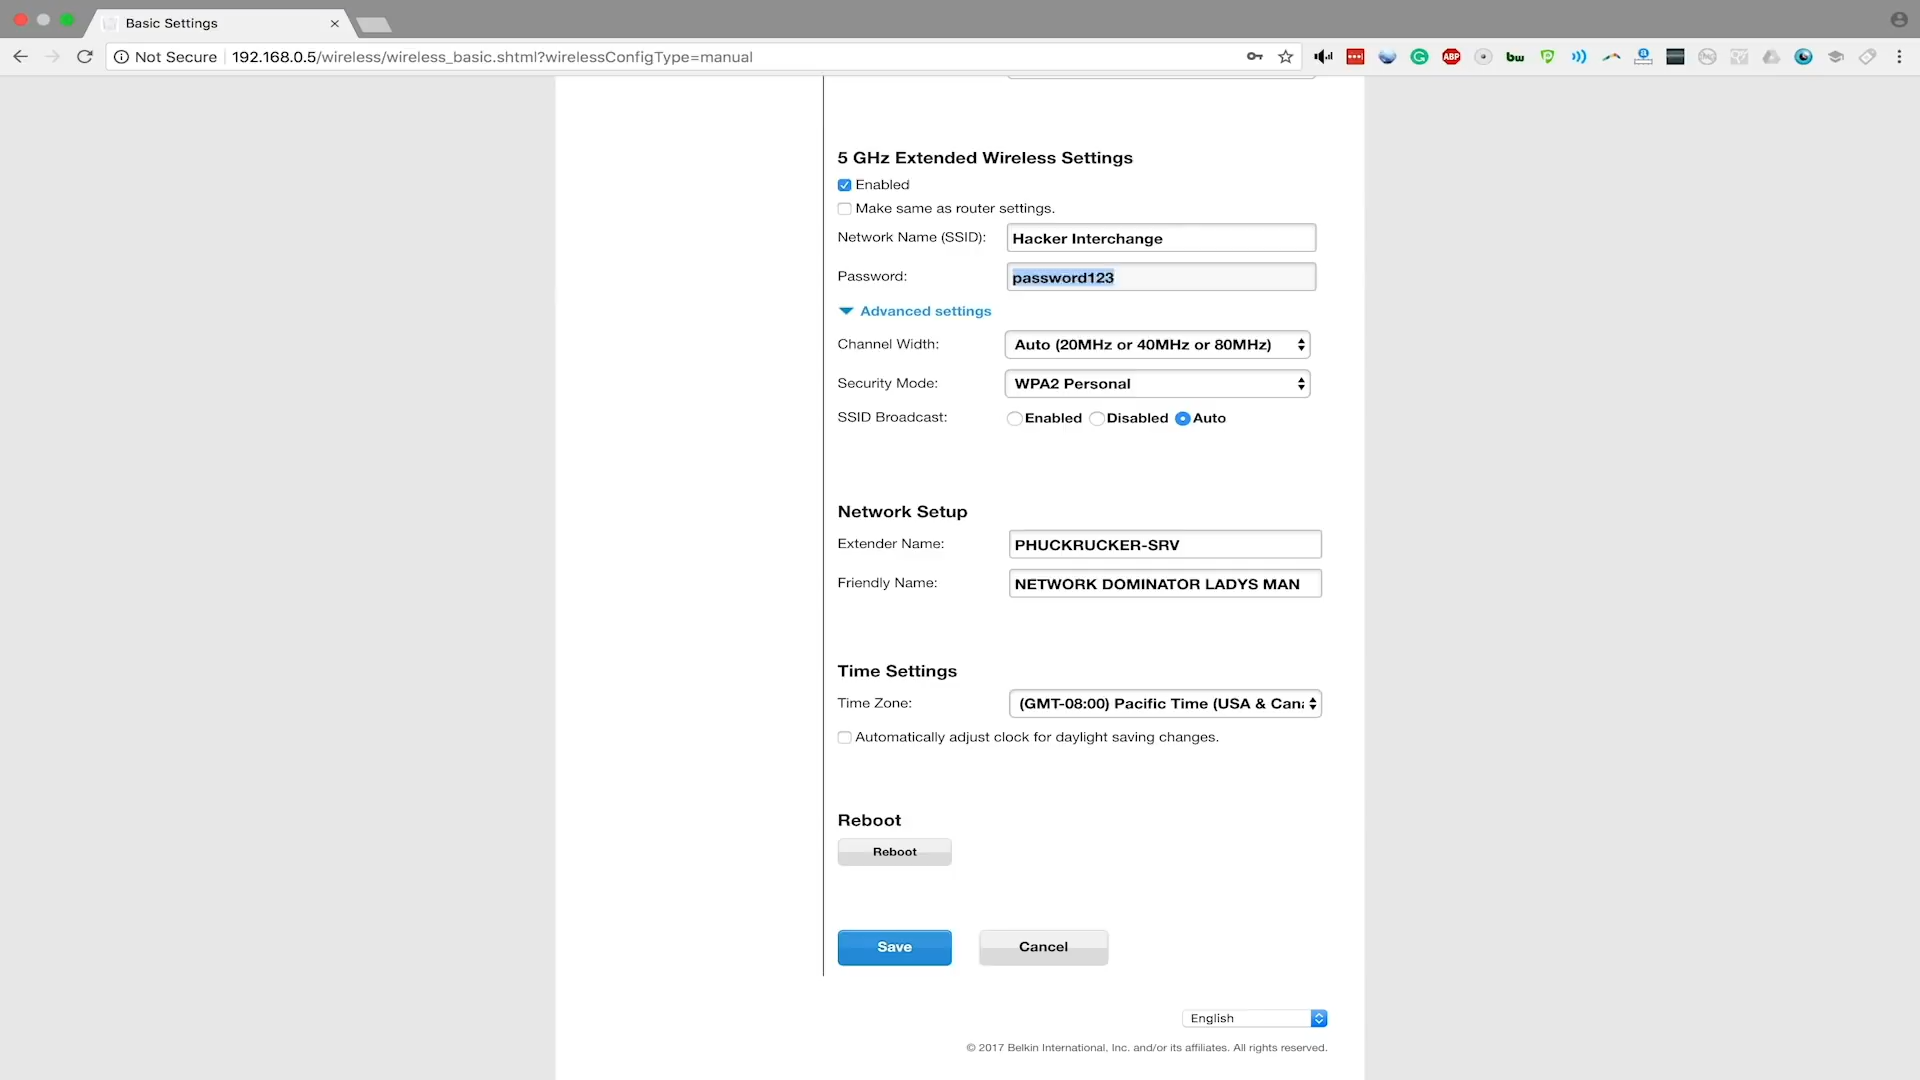 Basic Settings
Not Secure 192.168.0.5/wireless/wireless_basic.shtml?wirelessConfigType=manual
ABP
bw
5 GHz Extended Wireless Settings
Enabled
Make same as router settings.
Network Name (SSID): Hacker Interchange
Password: password123
Advanced settings
Channel Width: Auto (20MHz or 40MHz or 80MHz)
Security Mode: WPA2 Personal
SSID Broadcast: Enabled Disabled Auto
Network Setup
Extender Name: PHUCKRUCKER-SRV
Friendly Name: NETWORK DOMINATOR LADYS MAN
Time Settings
Time Zone: (GMT-08:00) Pacific Time (USA & Cana
Automatically adjust clock for daylight saving changes.
Reboot
Reboot
Save Cancel
English
© 2017 Belkin International, Inc. and/or its affiliates. All rights reserved.